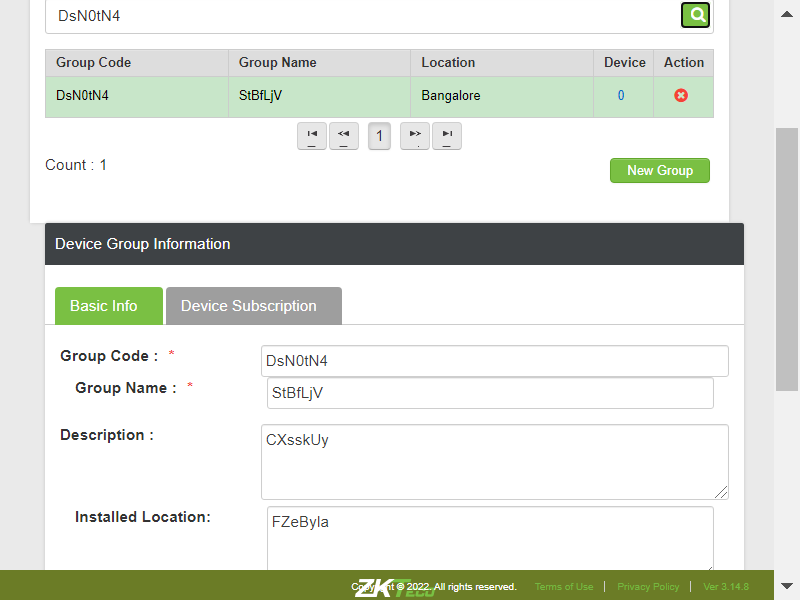 DsN0tN4
Group Code Group Name Location Device Action
DsN0tN4 StBfLjV Bangalore 0
1
Count : 1
New Group
Device Group Information
Basic Info Device Subscription
Group Code : * DsN0tN4
Group Name : * StBfLjV
Description : CXsskUy
Installed Location: FZeByla
ZKTeco
Copyright © 2022. All rights reserved. Terms of Use | Privacy Policy | Ver 3.14.8